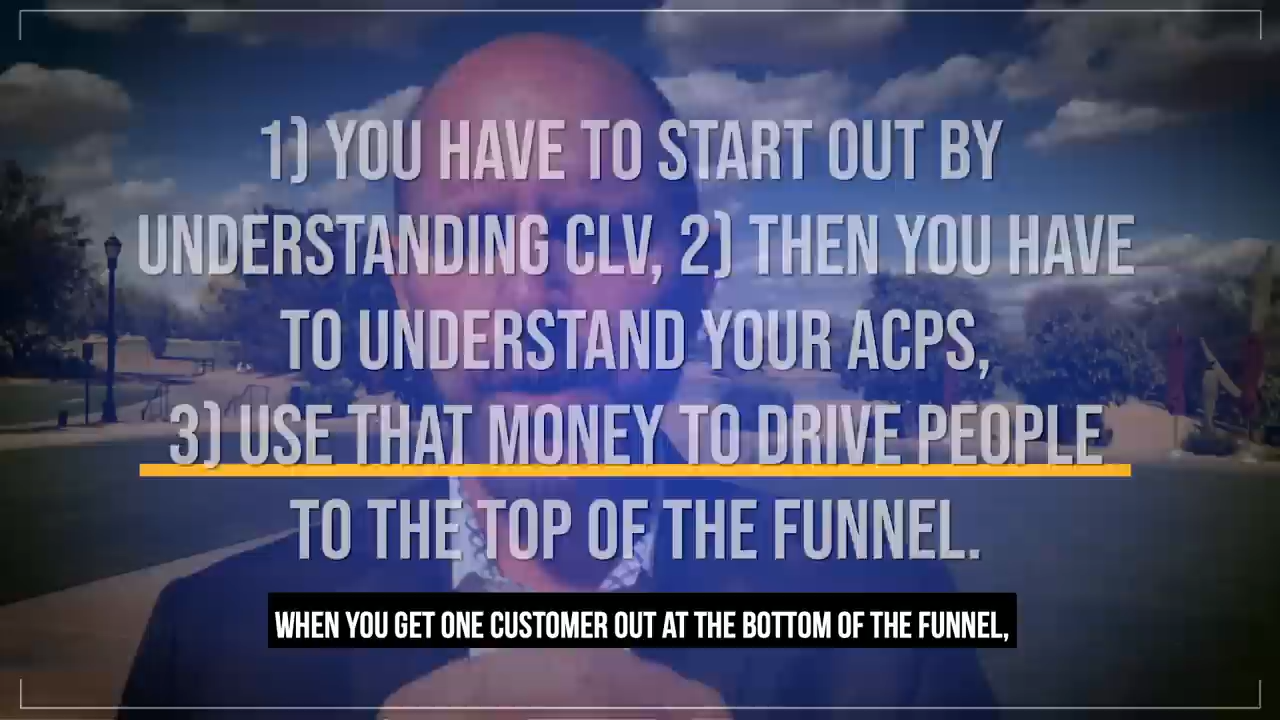 1) YOU HAVE TO START OUT BY
UNDERSTANDING CLV, 2) THEN YOU HAVE
TO UNDERSTAND YOUR ACPS,
3) USE THAT MONEY TO DRIVE PEOPLE
TO THE TOP OF THE FUNNEL.
WHEN YOU GET ONE CUSTOMER OUT AT THE BOTTOM OF THE FUNNEL,